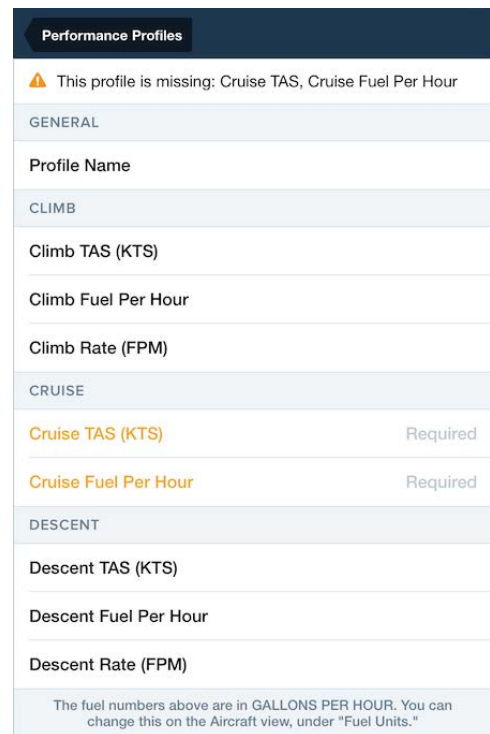 Performance Profiles
This profile is missing: Cruise TAS, Cruise Fuel Per Hour
GENERAL
Profile Name
CLIMB
Climb TAS (KTS)
Climb Fuel Per Hour
Climb Rate (FPM)
CRUISE
Cruise TAS (KTS) Required
Cruise Fuel Per Hour Required
DESCENT
Descent TAS (KTS)
Descent Fuel Per Hour
Descent Rate (FPM)
The fuel numbers above are in GALLONS PER HOUR. You can
change this on the Aircraft view, under "Fuel Units."